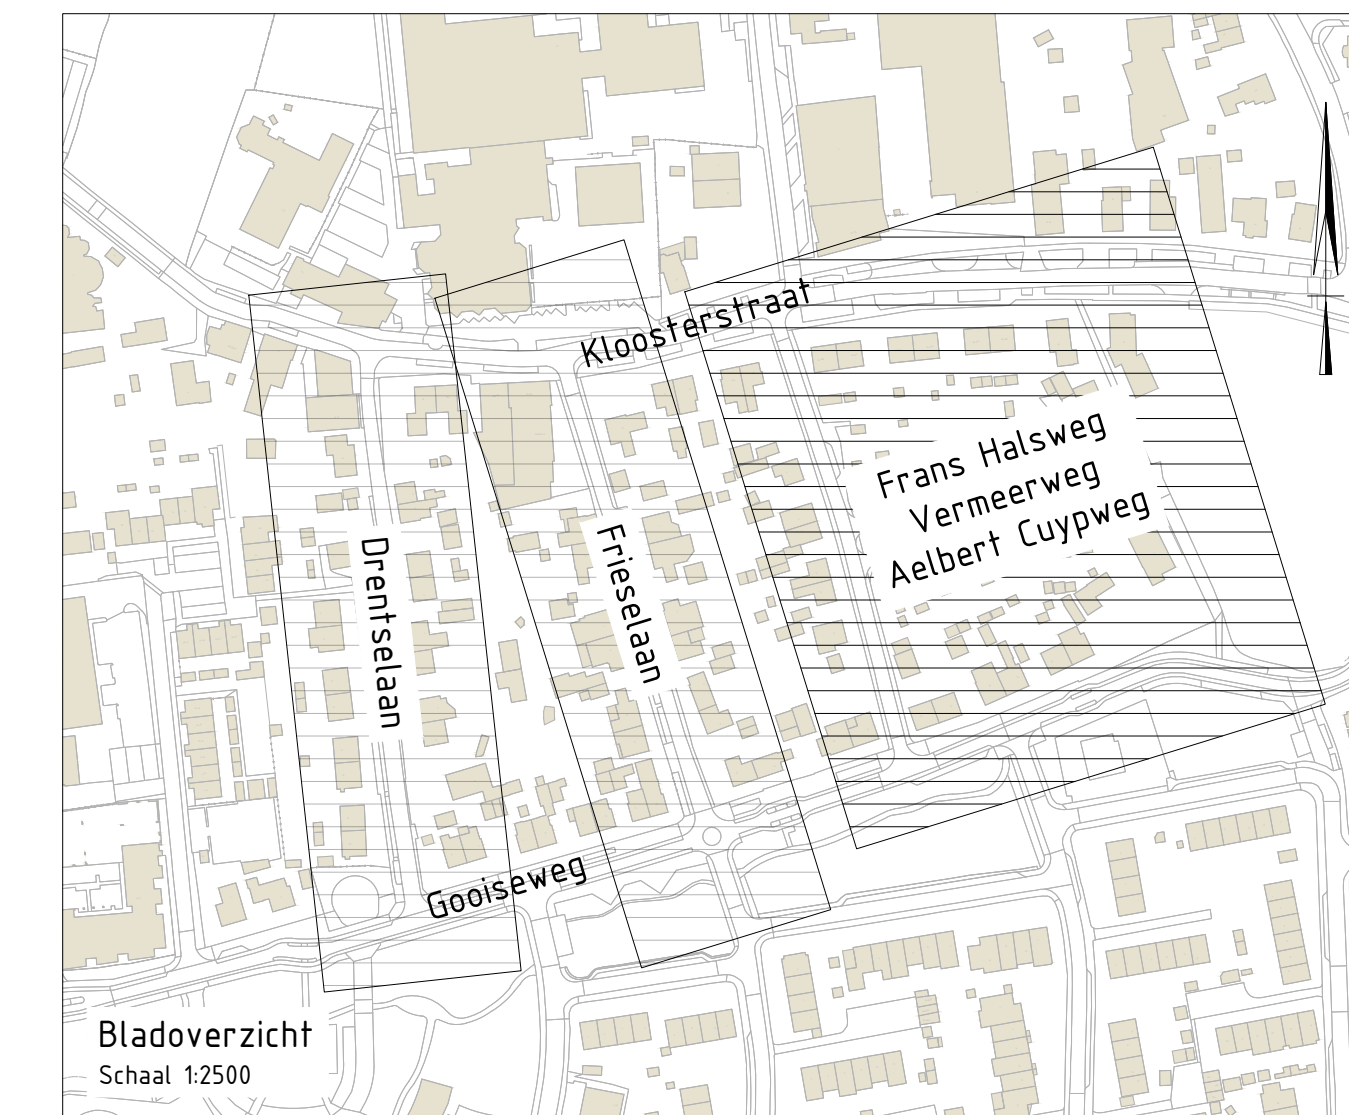 Kloosterstraat
Frans Halsweg
Vermeerweg
Aelbert Cuypweg
Drentselaan
Frieselaan
Gooiseweg
Bladoverzicht
Schaal 1:2500